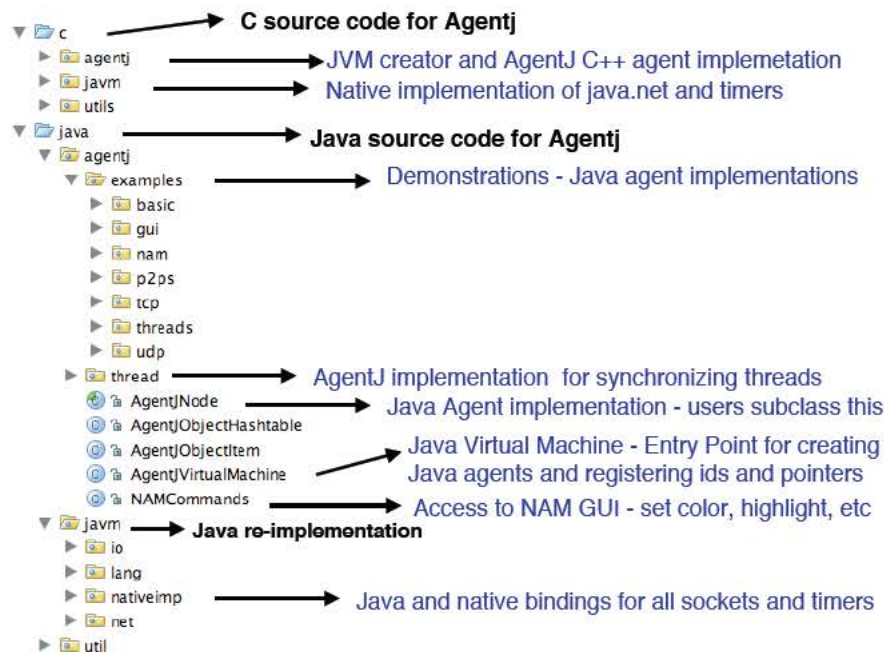 c
C source code for Agentj
agentj
JVM creator and AgentJ C++ agent implemetation
javm
Native implementation of java.net and timers
utils
java
Java source code for Agentj
agentj
examples
Demonstrations - Java agent implementations
basic
gui
nam
p2ps
tcp
threads
udp
thread
AgentJ implementation for synchronizing threads
AgentJNode
Java Agent implementation - users subclass this
AgentJObjectHashtable
AgentJObjectItem
Java Virtual Machine - Entry Point for creating
AgentJVirtualMachine
Java agents and registering ids and pointers
NAMCommands
Access to NAM GUI - set color, highlight, etc
javm
Java re-implementation
io
lang
nativeimp
Java and native bindings for all sockets and timers
net
util